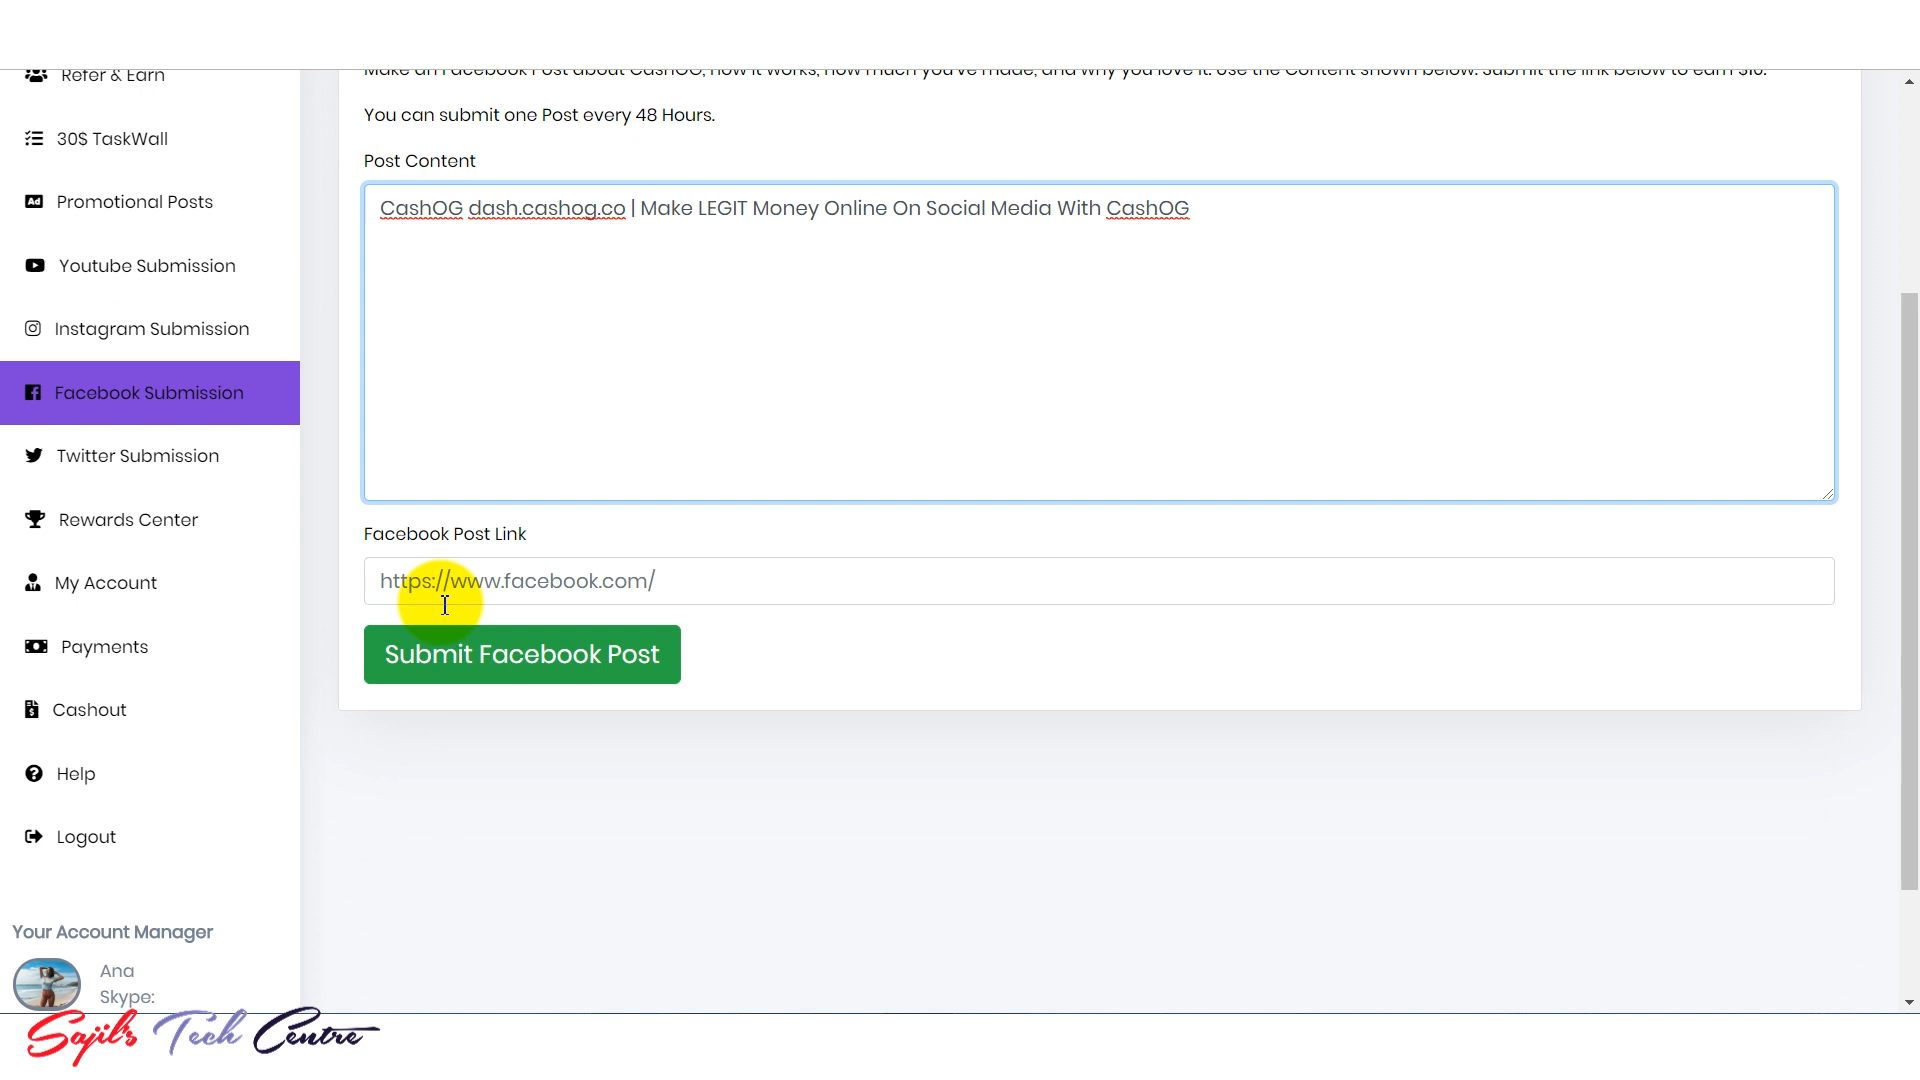 Refer & Earn
30$ TaskWall
Promotional Posts
Youtube Submission
Instagram Submission
Facebook Submission
Twitter Submission
Rewards Center
My Account
Payments
Cashout
Help
Logout
Your Account Manager
Ana
Skype:
Make an Facebook Post about CashOG, how it works, how much you've made, and why you love it. Use the Content shown below. Submit the link below to earn $10.
You can submit one Post every 48 Hours.
Post Content
CashOG dash.cashog.co | Make LEGIT Money Online On Social Media With CashOG
Facebook Post Link
https://www.facebook.com/
Submit Facebook Post
Sajil's Tech Centre